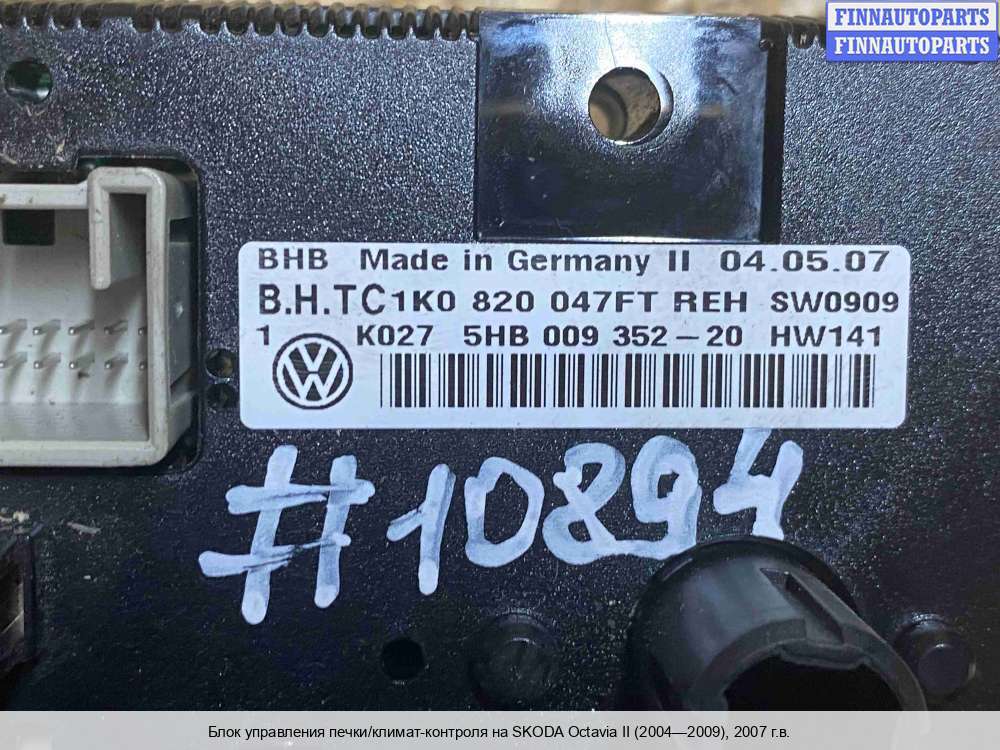 FINNAUTOPARTS
FINNAUTOPARTS
BHB Made in Germany II 04.05.07
B.H.TC 1K0 820 047FT REH SW0909
1 K027 5HB 009 352-20 HW141
#10894
Блок управления печки/климат-контроля на SKODA Octavia II (2004—2009), 2007 г.в.